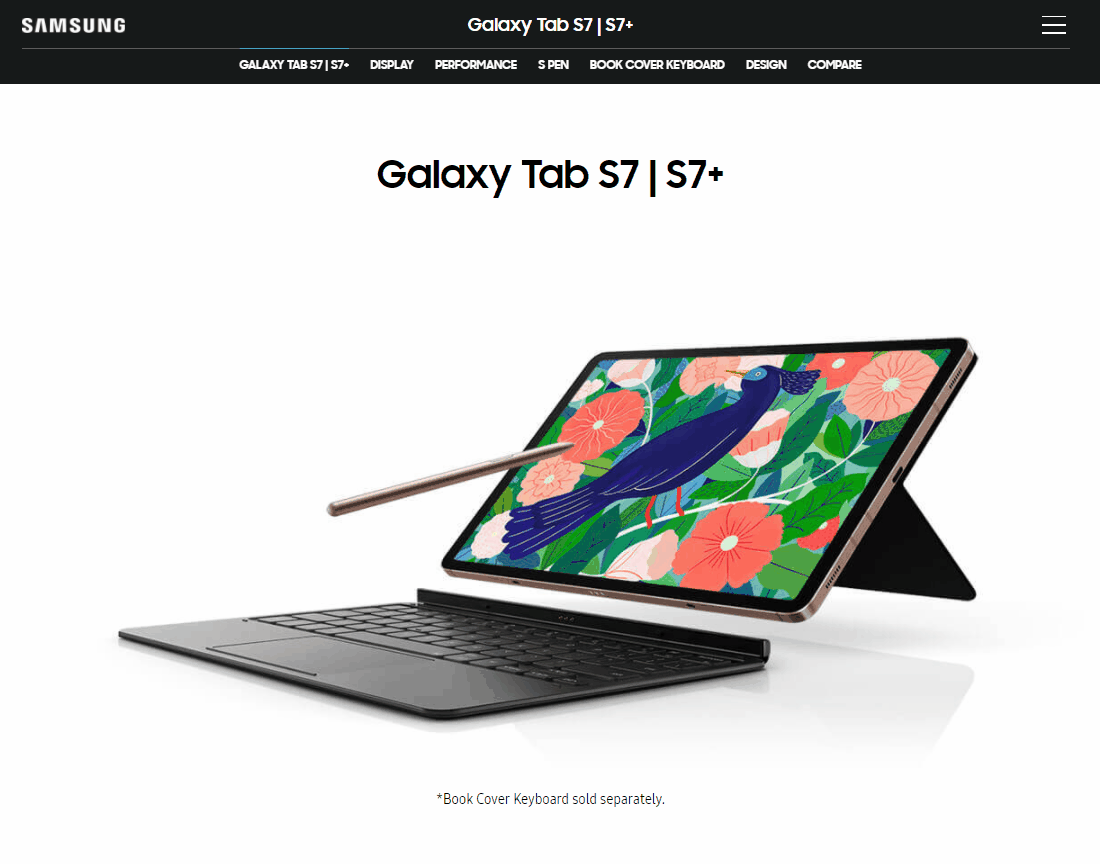 SAMSUNG
Galaxy Tab S7 | S7+
GALAXY TAB S7 | S7+ DISPLAY PERFORMANCE S PEN BOOK COVER KEYBOARD DESIGN COMPARE
Galaxy Tab S7 | S7+
*Book Cover Keyboard sold separately.